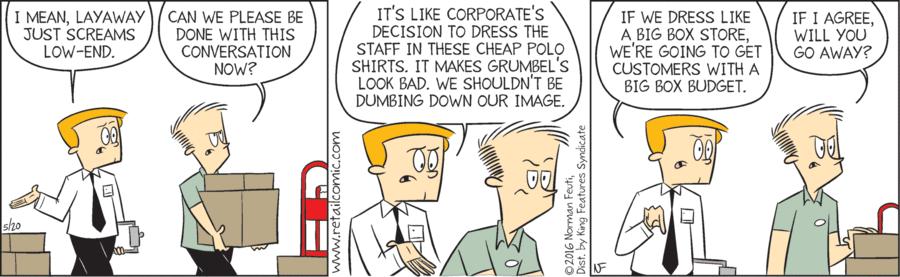 I MEAN, LAYAWAY
JUST SCREAMS
LOW-END.
CAN WE PLEASE BE
DONE WITH THIS
CONVERSATION
NOW?
5/20
www.retailcomic.com
IT'S LIKE CORPORATE'S
DECISION TO DRESS THE
STAFF IN THESE CHEAP POLO
SHIRTS. IT MAKES GRUMBEL'S
LOOK BAD. WE SHOULDN'T BE
DUMBING DOWN OUR IMAGE.
©2016 Norman Feuti,
Dist. by King Features Syndicate
IF WE DRESS LIKE
A BIG BOX STORE,
WE'RE GOING TO GET
CUSTOMERS WITH A
BIG BOX BUDGET.
IF I AGREE,
WILL YOU
GO AWAY?
NF